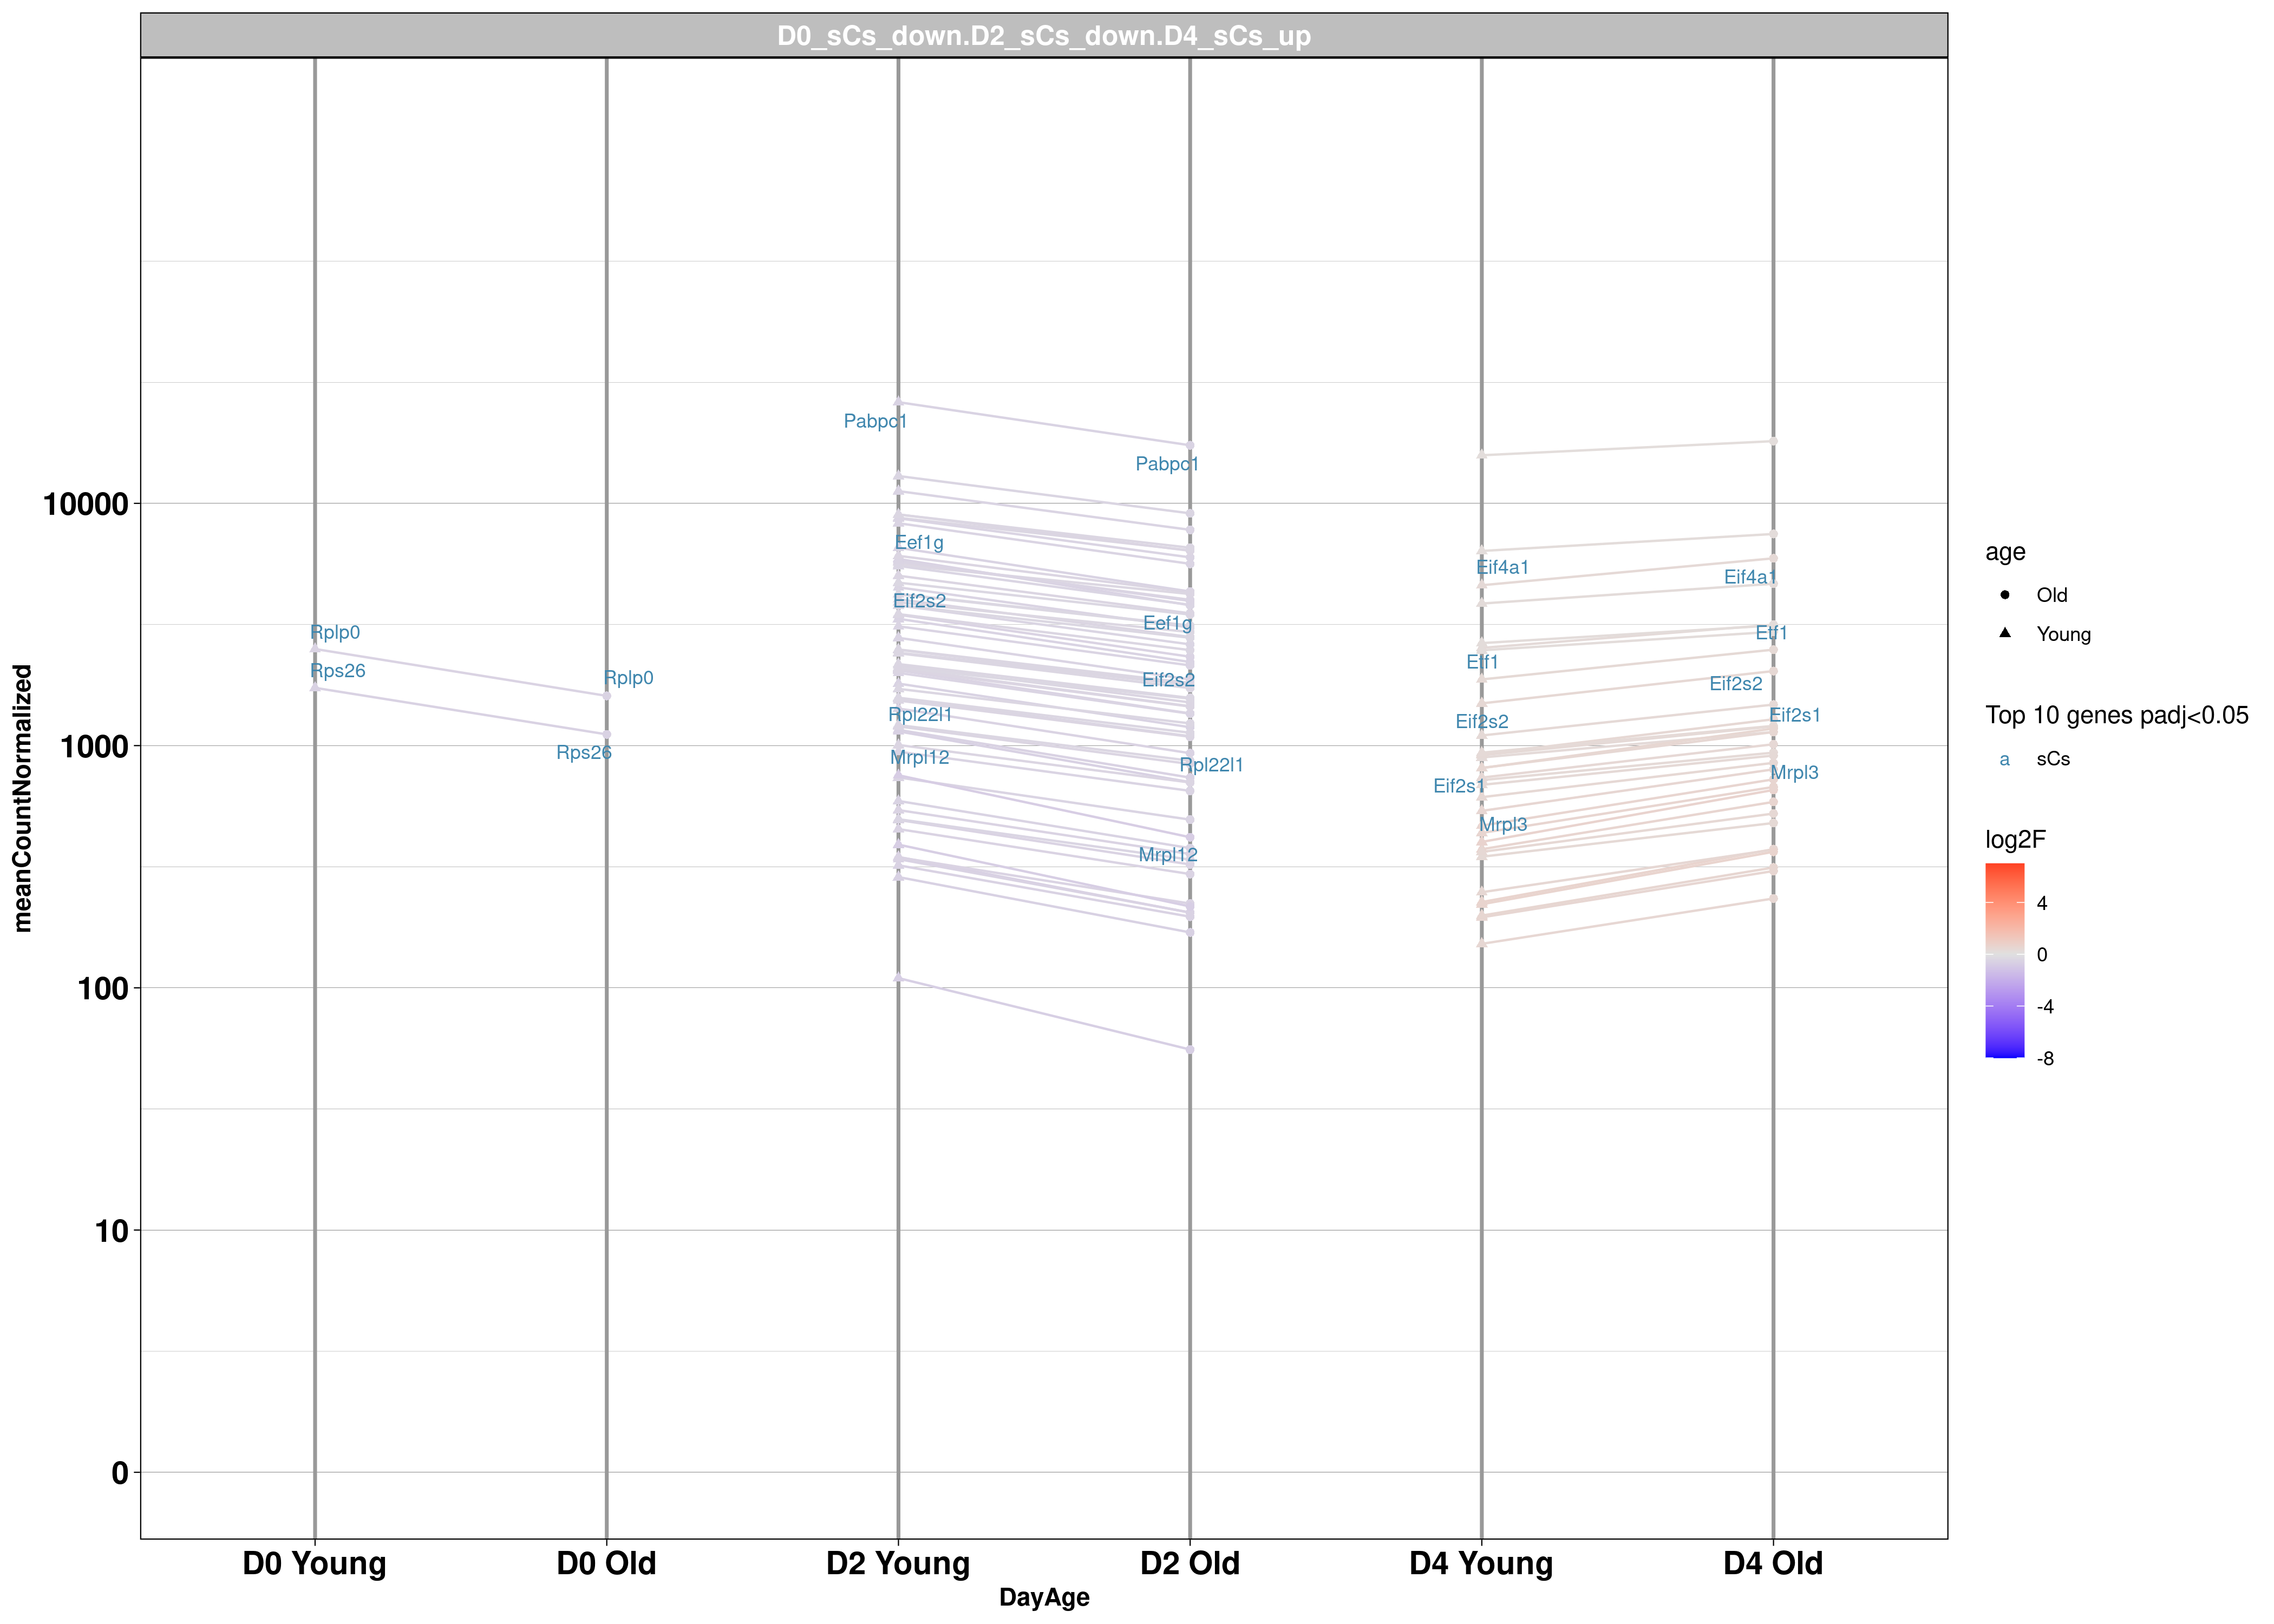 D0_sCs_down.D2_sCs_down.D4_sCs_up
meanCountNormalized
10000
1000
100
10
0
Rplp0
Rps26
Rplp0
Rps26
Pabpc1
Eef1g
Eif2s2
Rpl22l1
Mrpl12
Pabpc1
Eef1g
Eif2s2
Rpl22l1
Mrpl12
Eif4a1
Etf1
Eif2s2
Eif2s1
Mrpl3
Eif4a1
Etf1
Eif2s2
Eif2s1
Mrpl3
D0 Young
D0 Old
D2 Young
D2 Old
D4 Young
D4 Old
DayAge
age
Old
Young
Top 10 genes padj<0.05
a sCs
log2F
4
0
-4
-8